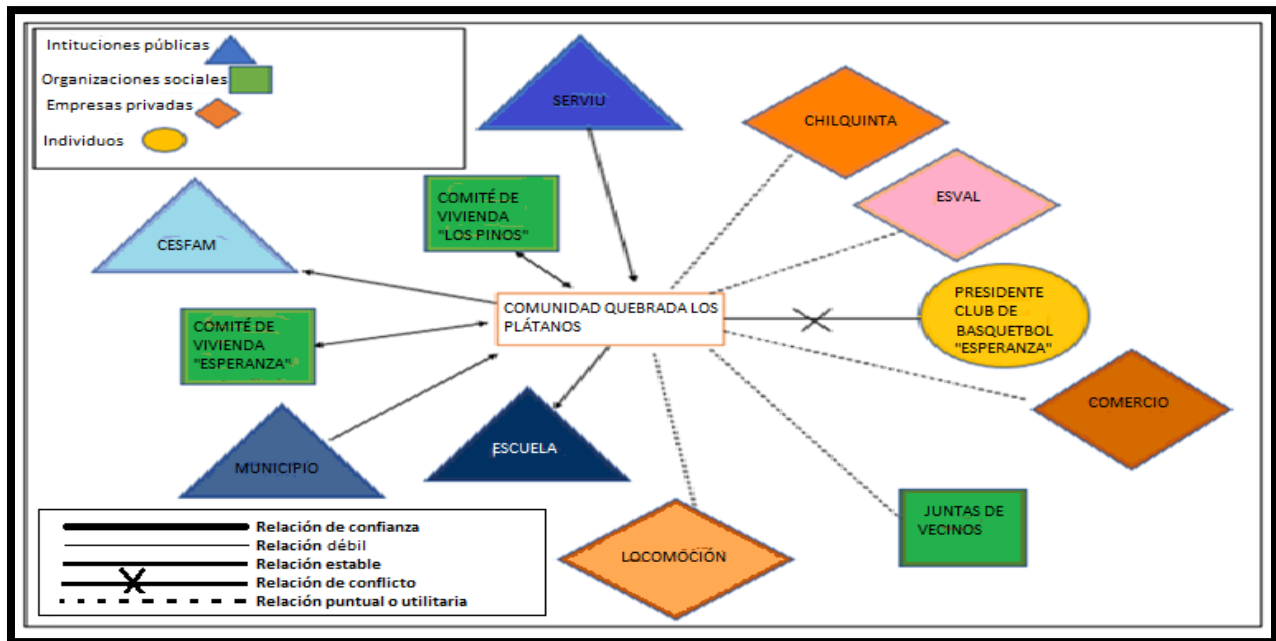 Intituciones públicas
Organizaciones sociales
Empresas privadas
Individuos
SERVIU
CHILQUINTA
ESVAL
COMITÉ DE
VIVIENDA
"LOS PINOS"
CESFAM
COMUNIDAD QUEBRADA LOS
PLÁTANOS
PRESIDENTE
CLUB DE
BASQUETBOL
"ESPERANZA"
COMITÉ DE
VIVIENDA
"ESPERANZA"
COMERCIO
ESCUELA
MUNICIPIO
JUNTAS DE
VECINOS
LOCOMOCIÓN
Relación de confianza
Relación débil
Relación estable
Relación de conflicto
Relación puntual o utilitaria